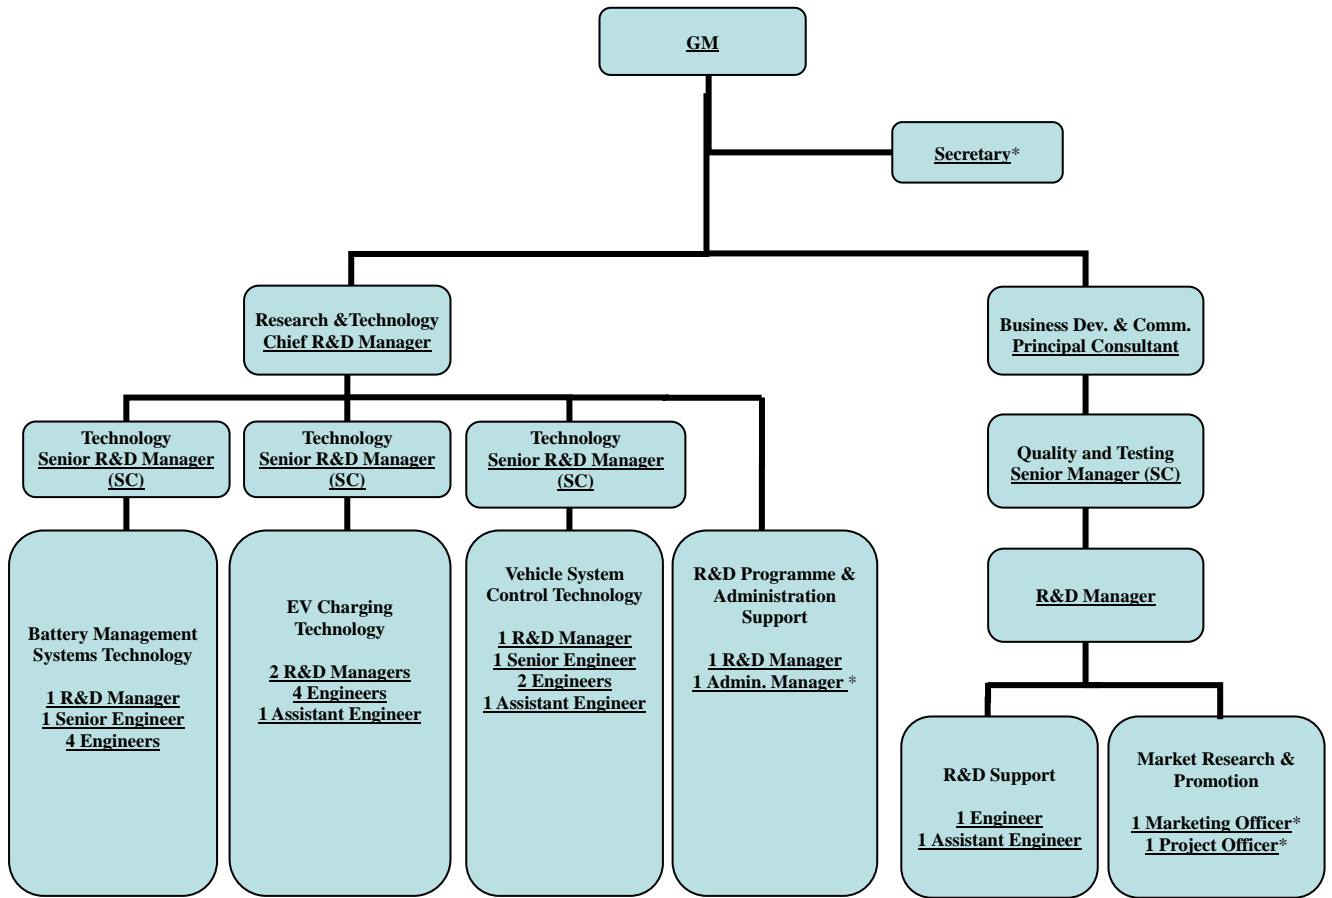 GM
Secretary*
Research &Technology
Chief R&D Manager
Business Dev. & Comm.
Principal Consultant
Technology
Senior R&D Manager
(SC)
Technology
Senior R&D Manager
(SC)
Technology
Senior R&D Manager
(SC)
Quality and Testing
Senior Manager (SC)
R&D Manager
Battery Management
Systems Technology
1 R&D Manager
1 Senior Engineer
4 Engineers
EV Charging
Technology
2 R&D Managers
4 Engineers
1 Assistant Engineer
Vehicle System
Control Technology
1 R&D Manager
1 Senior Engineer
2 Engineers
1 Assistant Engineer
R&D Programme &
Administration
Support
1 R&D Manager
1 Admin. Manager *
R&D Support
1 Engineer
1 Assistant Engineer
Market Research &
Promotion
1 Marketing Officer*
1 Project Officer*